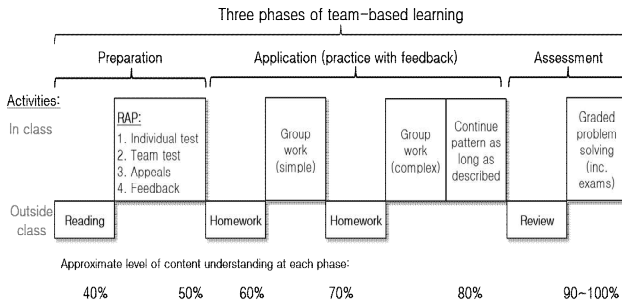 Three phases of team-based learning
Preparation
Application (practice with feedback)
Assessment
Activities:
In class
RAP:
1. Individual test
2. Team test
3. Appeals
4. Feedback
Group
work
(simple)
Group
work
(complex)
Continue
pattern as
long as
described
Graded
problem
solving
(inc.
exams)
Outside
class
Reading
Homework
Homework
Review
Approximate level of content understanding at each phase:
40%
50%
60%
70%
80%
90~100%